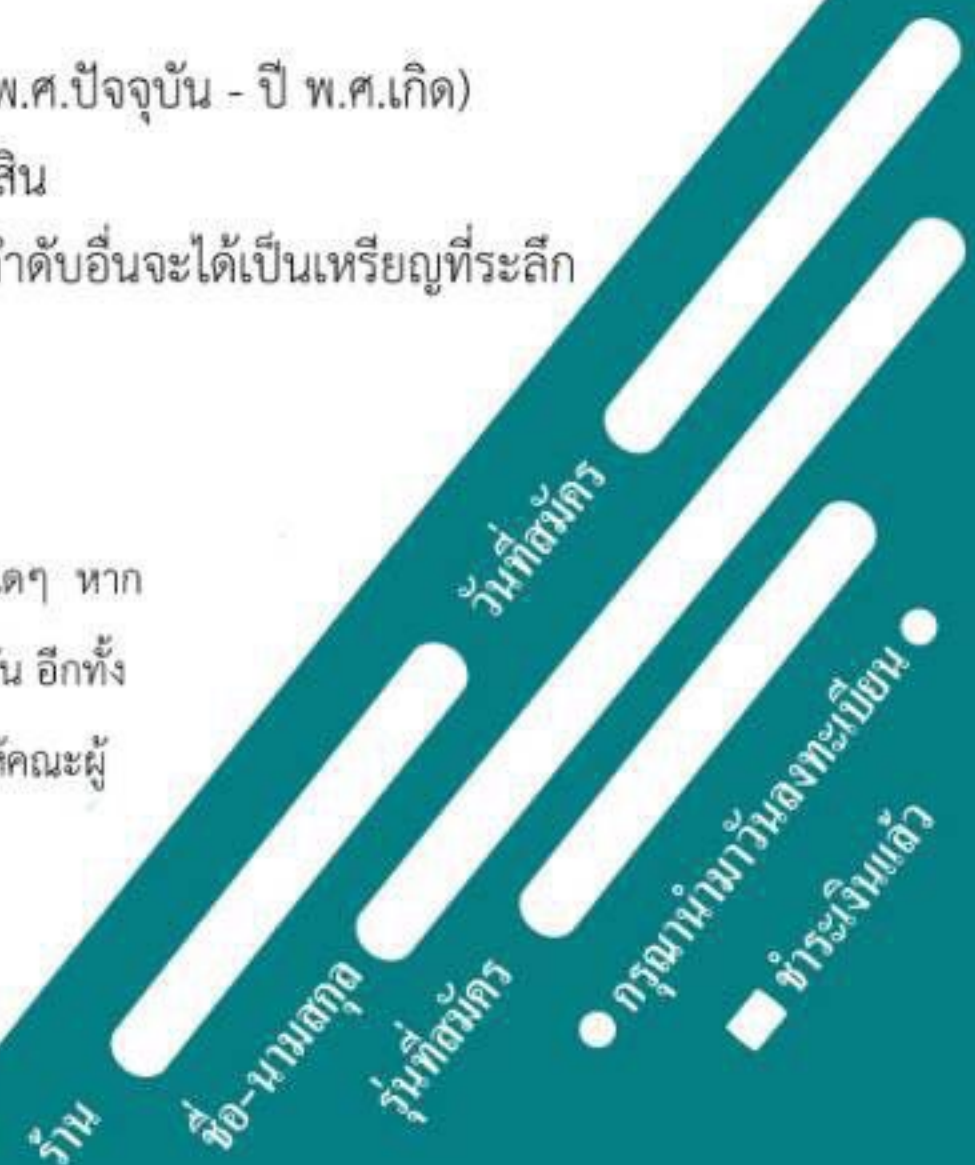 พ.ศ.ปัจจุบัน - ปี พ.ศ.เกิด)
สิน
ลำดับอื่นจะได้เป็นเหรียญที่ระลึก
ดๆ หาก
อีกทั้ง
คณะผู้
ร้าน วันที่สมัคร
ชื่อ-นามสกุล
รุ่นที่สมัคร
กรุณานำมาวันลงทะเบียน
ชำระเงินแล้ว